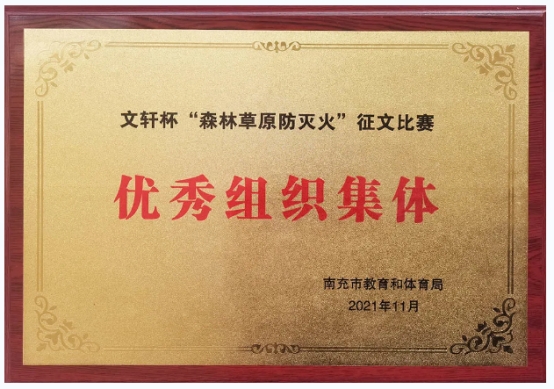 文轩杯“森林草原防灭火”征文比赛
优秀组织集体
南充市教育和体育局
2021年11月